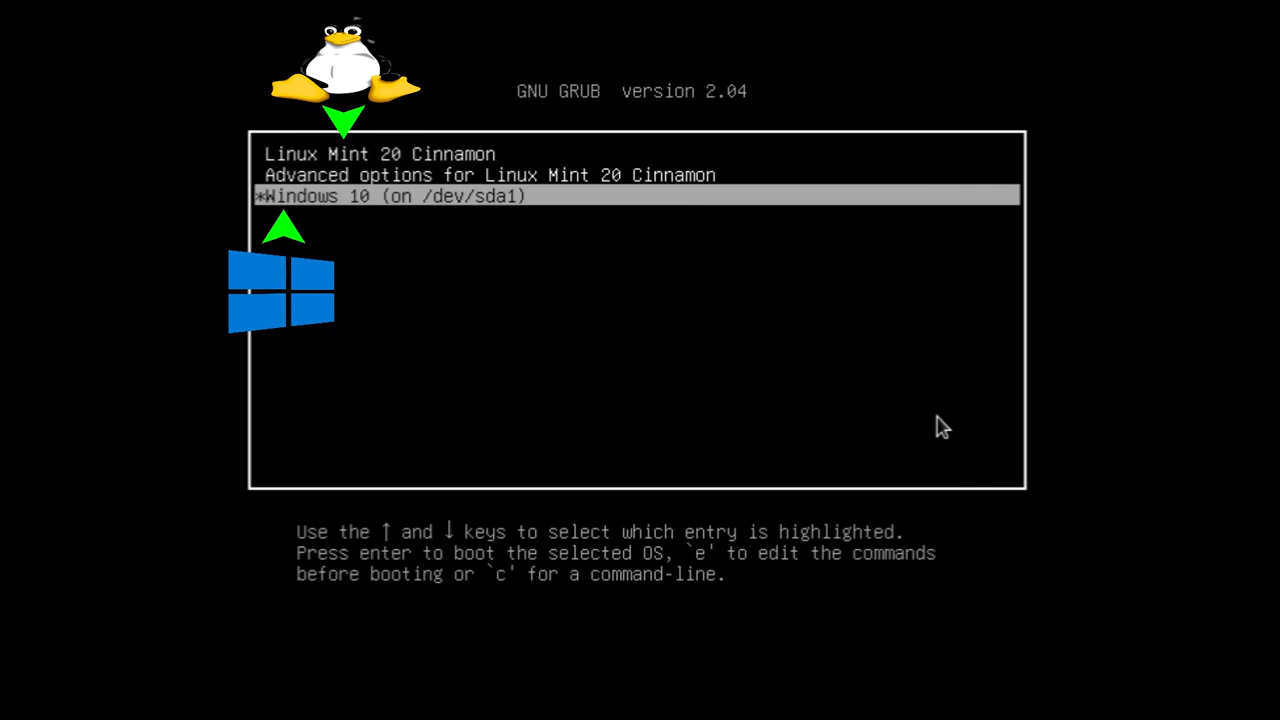 GNU GRUB version 2.04
Linux Mint 20 Cinnamon
Advanced options for Linux Mint 20 Cinnamon
*Windows 10 (on /dev/sda1)
Use the ↑ and ↓ keys to select which entry is highlighted.
Press enter to boot the selected OS, `e' to edit the commands
before booting or `c' for a command-line.